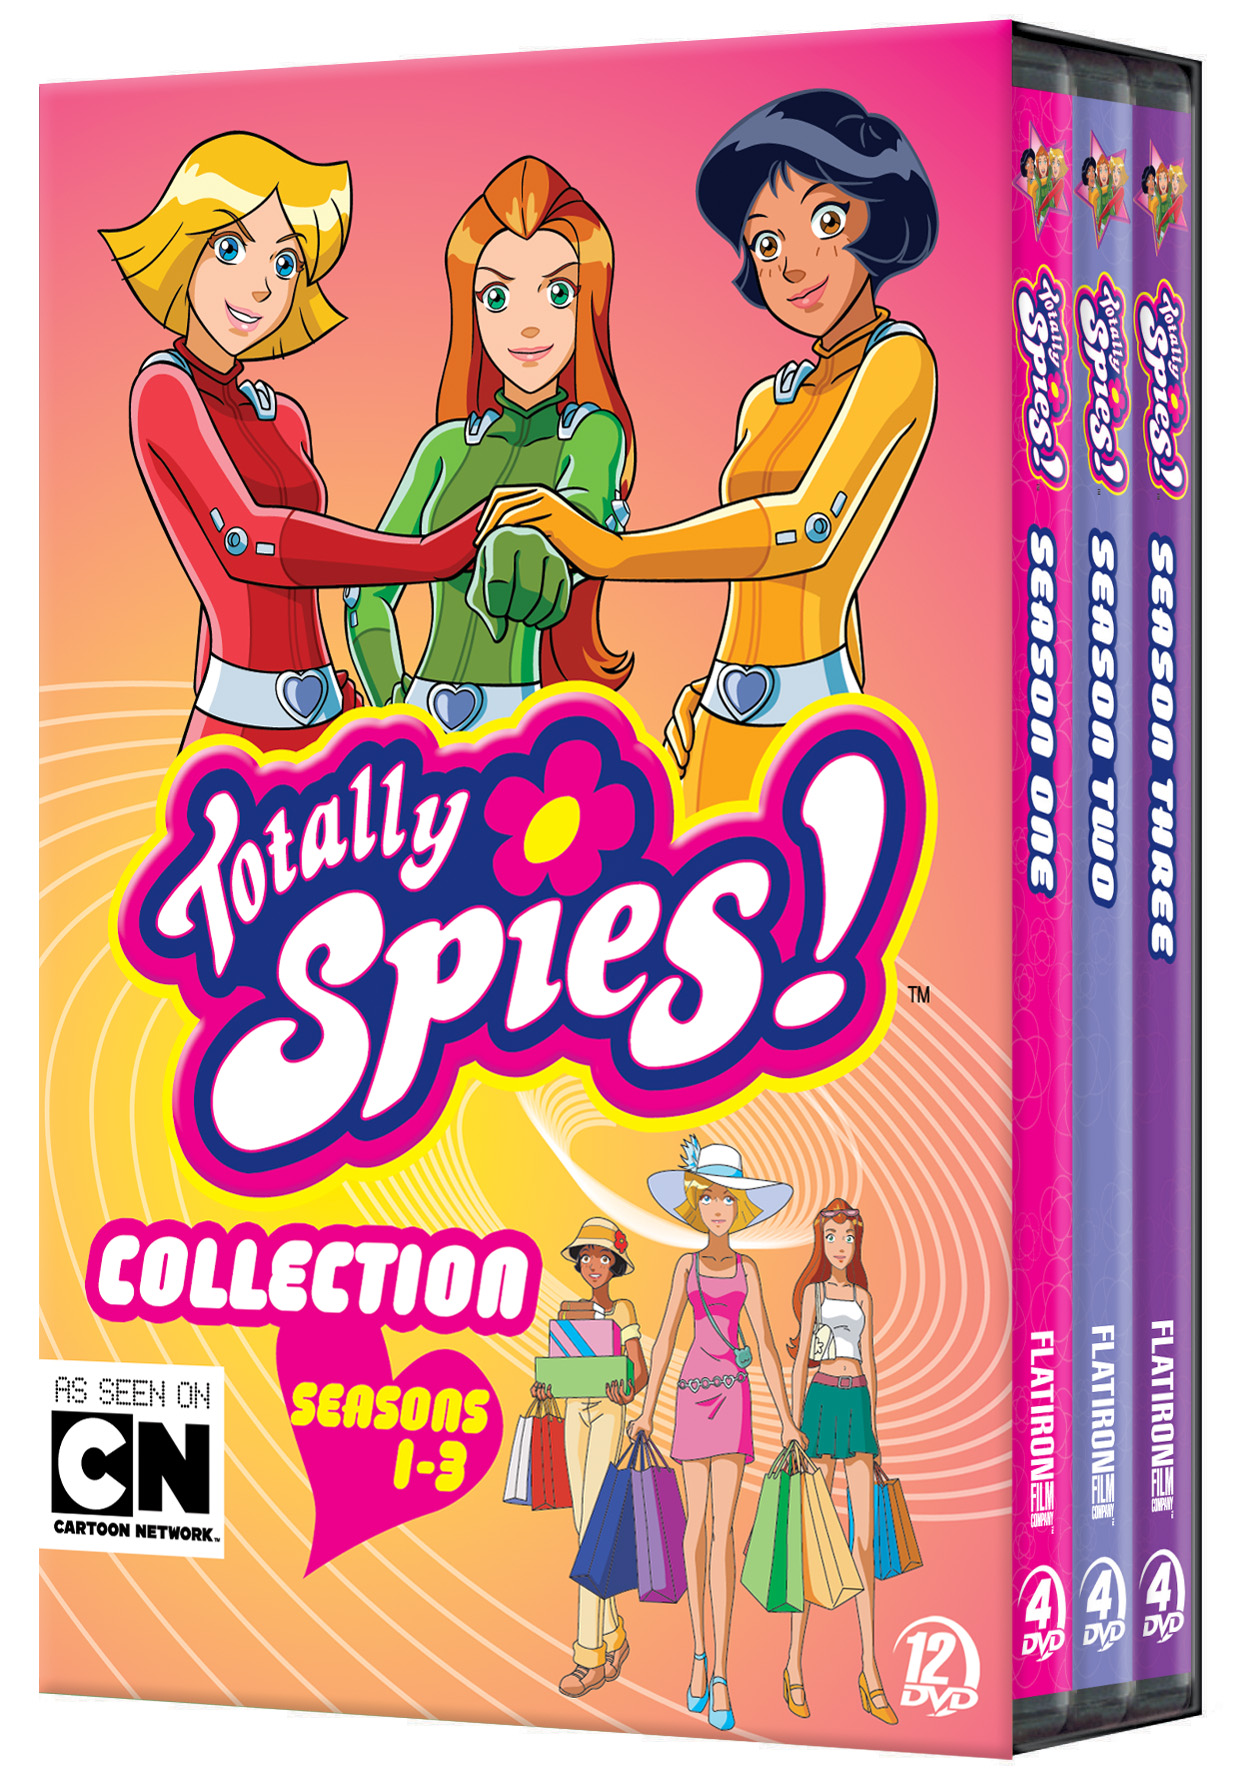 Totally
Spies!
TM
COLLECTION
SEASONS
1-3
AS SEEN ON
CN
CARTOON NETWORK™
12
DVD
Totally
Spies!
SEASON ONE
FLATIRON
FILM
COMPANY
4
DVD
Totally
Spies!
SEASON TWO
FLATIRON
FILM
COMPANY
4
DVD
Totally
Spies!
SEASON THREE
FLATIRON
FILM
COMPANY
4
DVD